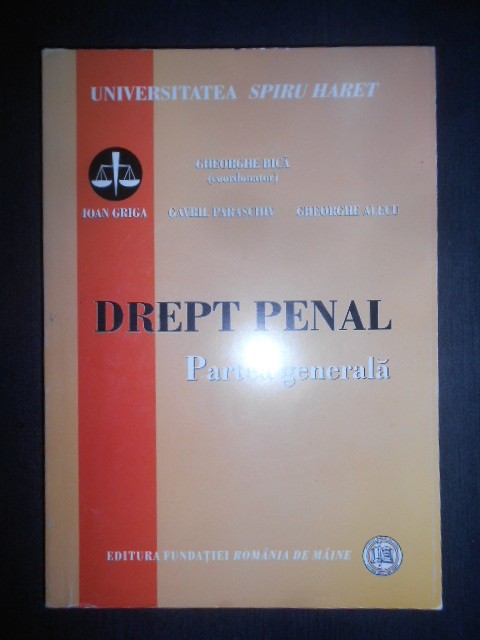 UNIVERSITATEA SPIRU HARET
GHEORGHE BICĂ
(coordonator)
IOAN GRIGA GAVRIL PARASCHIV GHEORGHE ALECU
DREPT PENAL
Partea generală
EDITURA FUNDAȚIEI ROMÂNIA DE MÂINE